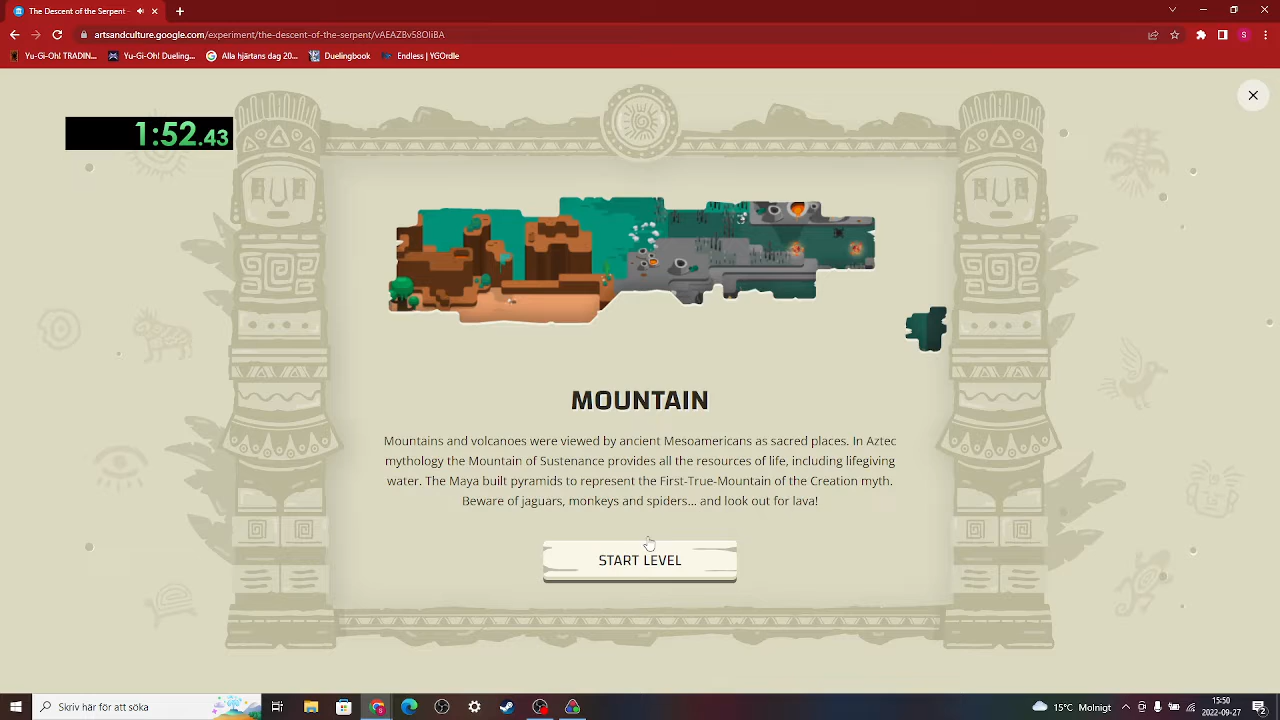 The Descent of the Serpent -
artsandculture.google.com/experiment/the-descent-of-the-serpent/vAEAZBv58OIiBA
S
Yu-Gi-Oh! TRADIN...
Yu-Gi-Oh! Dueling...
Alla hjärtans dag 20...
Duelingbook
Endless | YGOrdle
1:52.43
MOUNTAIN
Mountains and volcanoes were viewed by ancient Mesoamericans as sacred places. In Aztec
mythology the Mountain of Sustenance provides all the resources of life, including lifegiving
water. The Maya built pyramids to represent the First-True-Mountain of the Creation myth.
Beware of jaguars, monkeys and spiders... and look out for lava!
START LEVEL
Skriv här för att söka
15°C Molnigt
15:50
2022-09-27